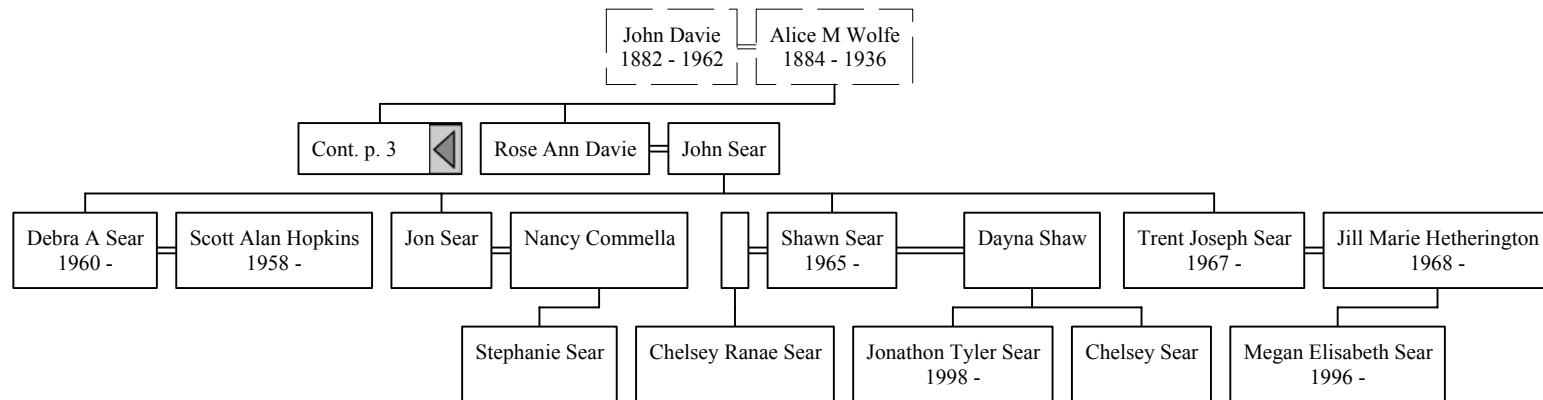 John Davie
1882 - 1962
Alice M Wolfe
1884 - 1936
Cont. p. 3
Rose Ann Davie
John Sear
Debra A Sear
1960 -
Scott Alan Hopkins
1958 -
Jon Sear
Nancy Commella
Shawn Sear
1965 -
Dayna Shaw
Trent Joseph Sear
1967 -
Jill Marie Hetherington
1968 -
Stephanie Sear
Chelsey Ranae Sear
Jonathon Tyler Sear
1998 -
Chelsey Sear
Megan Elisabeth Sear
1996 -